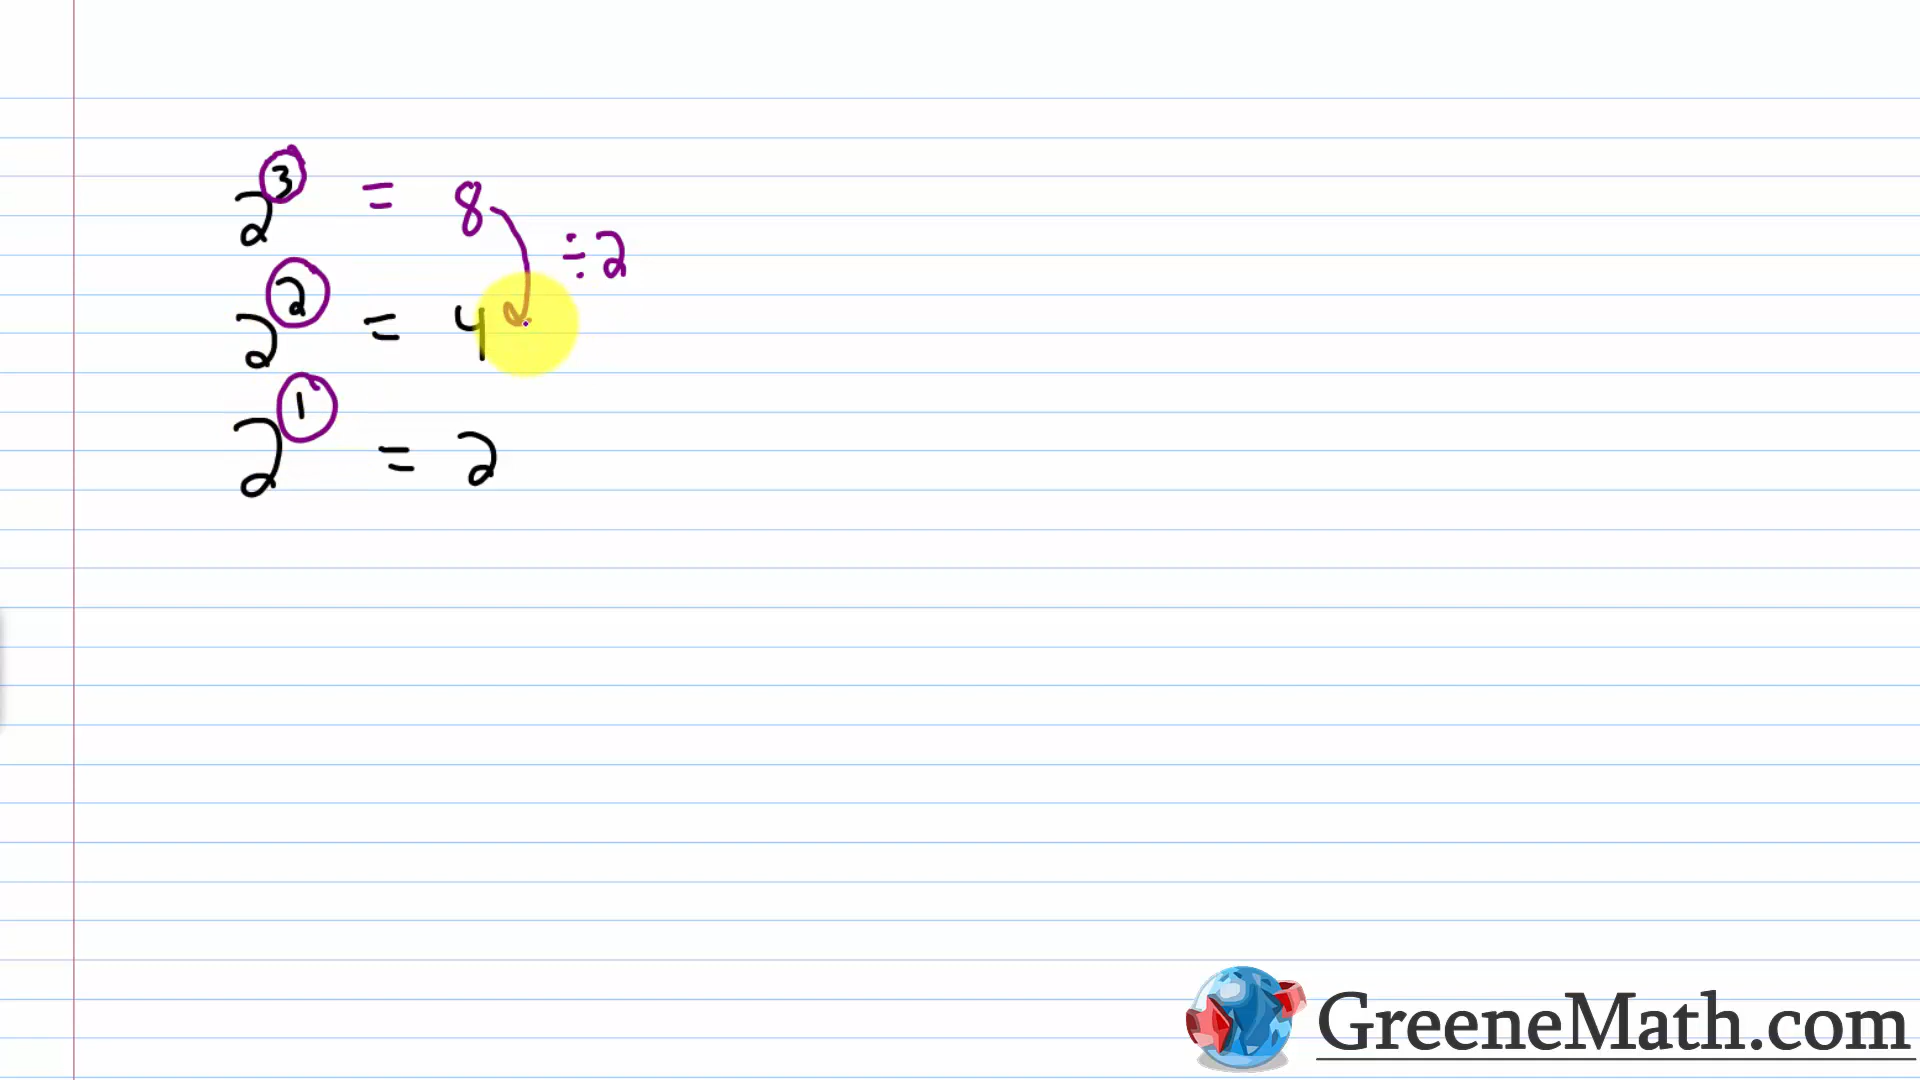 2³ = 8
÷2
2² = 4
2¹ = 2
GreeneMath.com